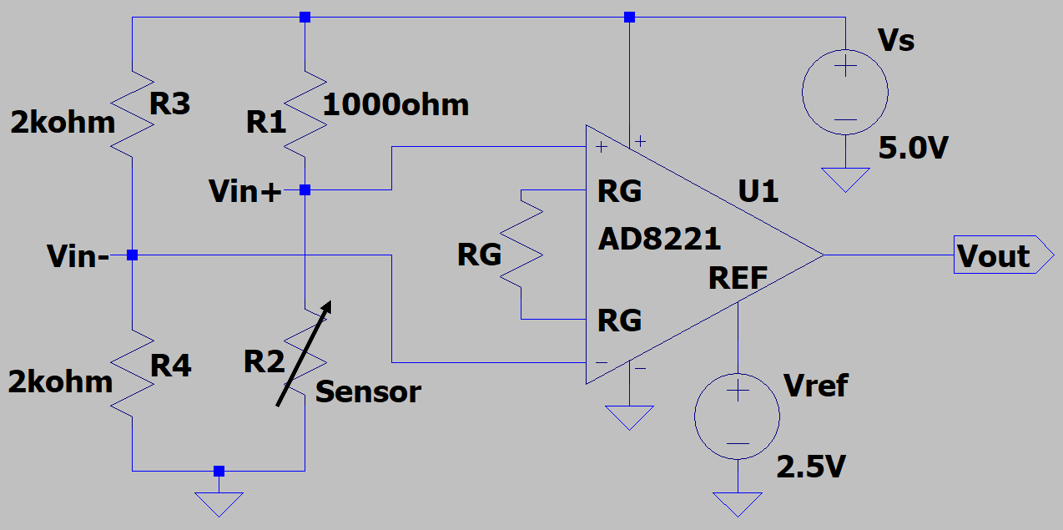 Vs
R3
1000ohm
2kohm
R1
+
5.0V
Vin+
RG
U1
Vin-
RG
AD8221
Vout
REF
RG
R4
R2
2kohm
Sensor
Vref
2.5V